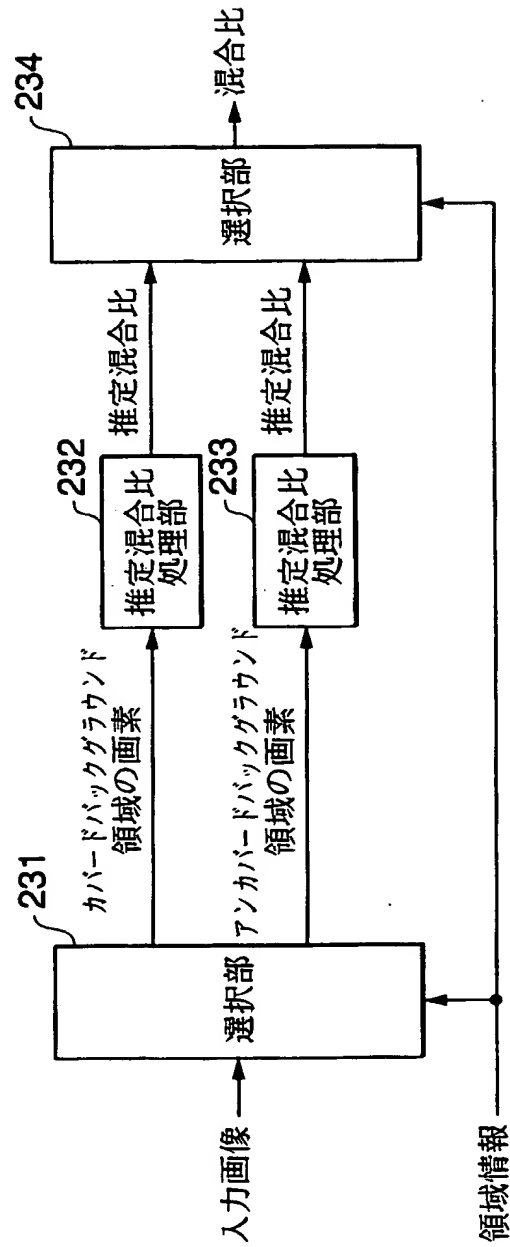 入力画像
領域情報
231
選択部
カバードバックグラウンド
領域の画素
アンカバードバックグラウンド
領域の画素
232
推定混合比
処理部
233
推定混合比
処理部
推定混合比
推定混合比
234
選択部
混合比